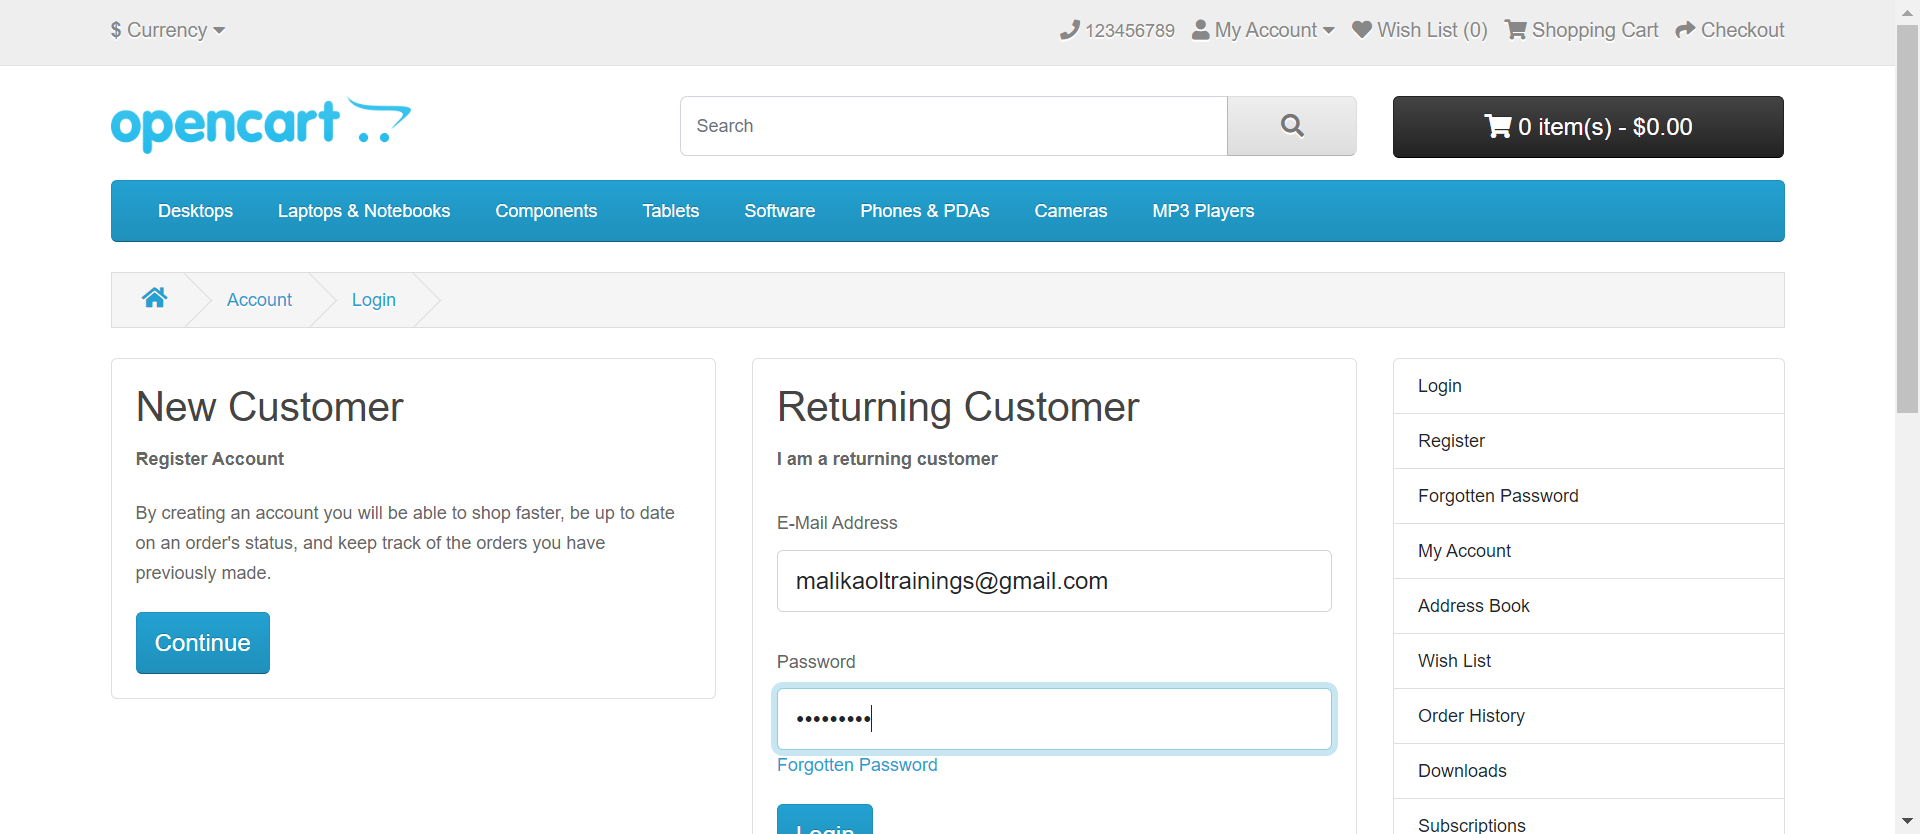 $ Currency
123456789 My Account Wish List (0) Shopping Cart Checkout
opencart
Search
0 item(s) - $0.00
Desktops Laptops & Notebooks Components Tablets Software Phones & PDAs Cameras MP3 Players
Account Login
New Customer
Register Account
By creating an account you will be able to shop faster, be up to date
on an order's status, and keep track of the orders you have
previously made.
Continue
Returning Customer
I am a returning customer
E-Mail Address
malikaoltrainings@gmail.com
Password
•••••••••
Forgotten Password
Login
Login
Register
Forgotten Password
My Account
Address Book
Wish List
Order History
Downloads
Subscriptions